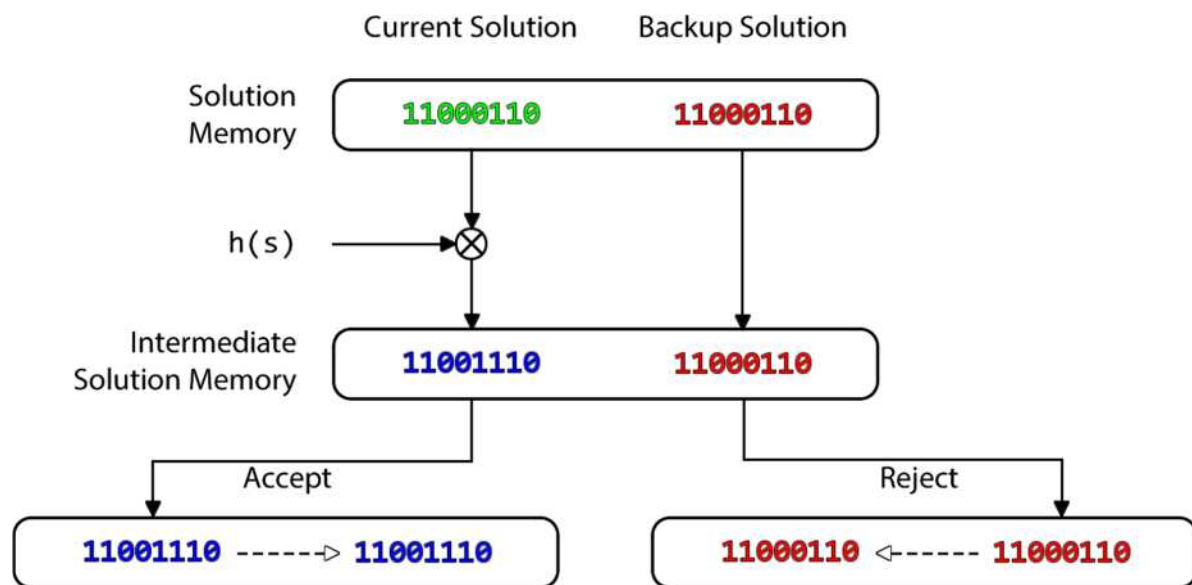 Current Solution Backup Solution
Solution
Memory
11000110 11000110
h(s)
Intermediate
Solution Memory
11001110 11000110
Accept Reject
11001110 11001110 11000110 11000110